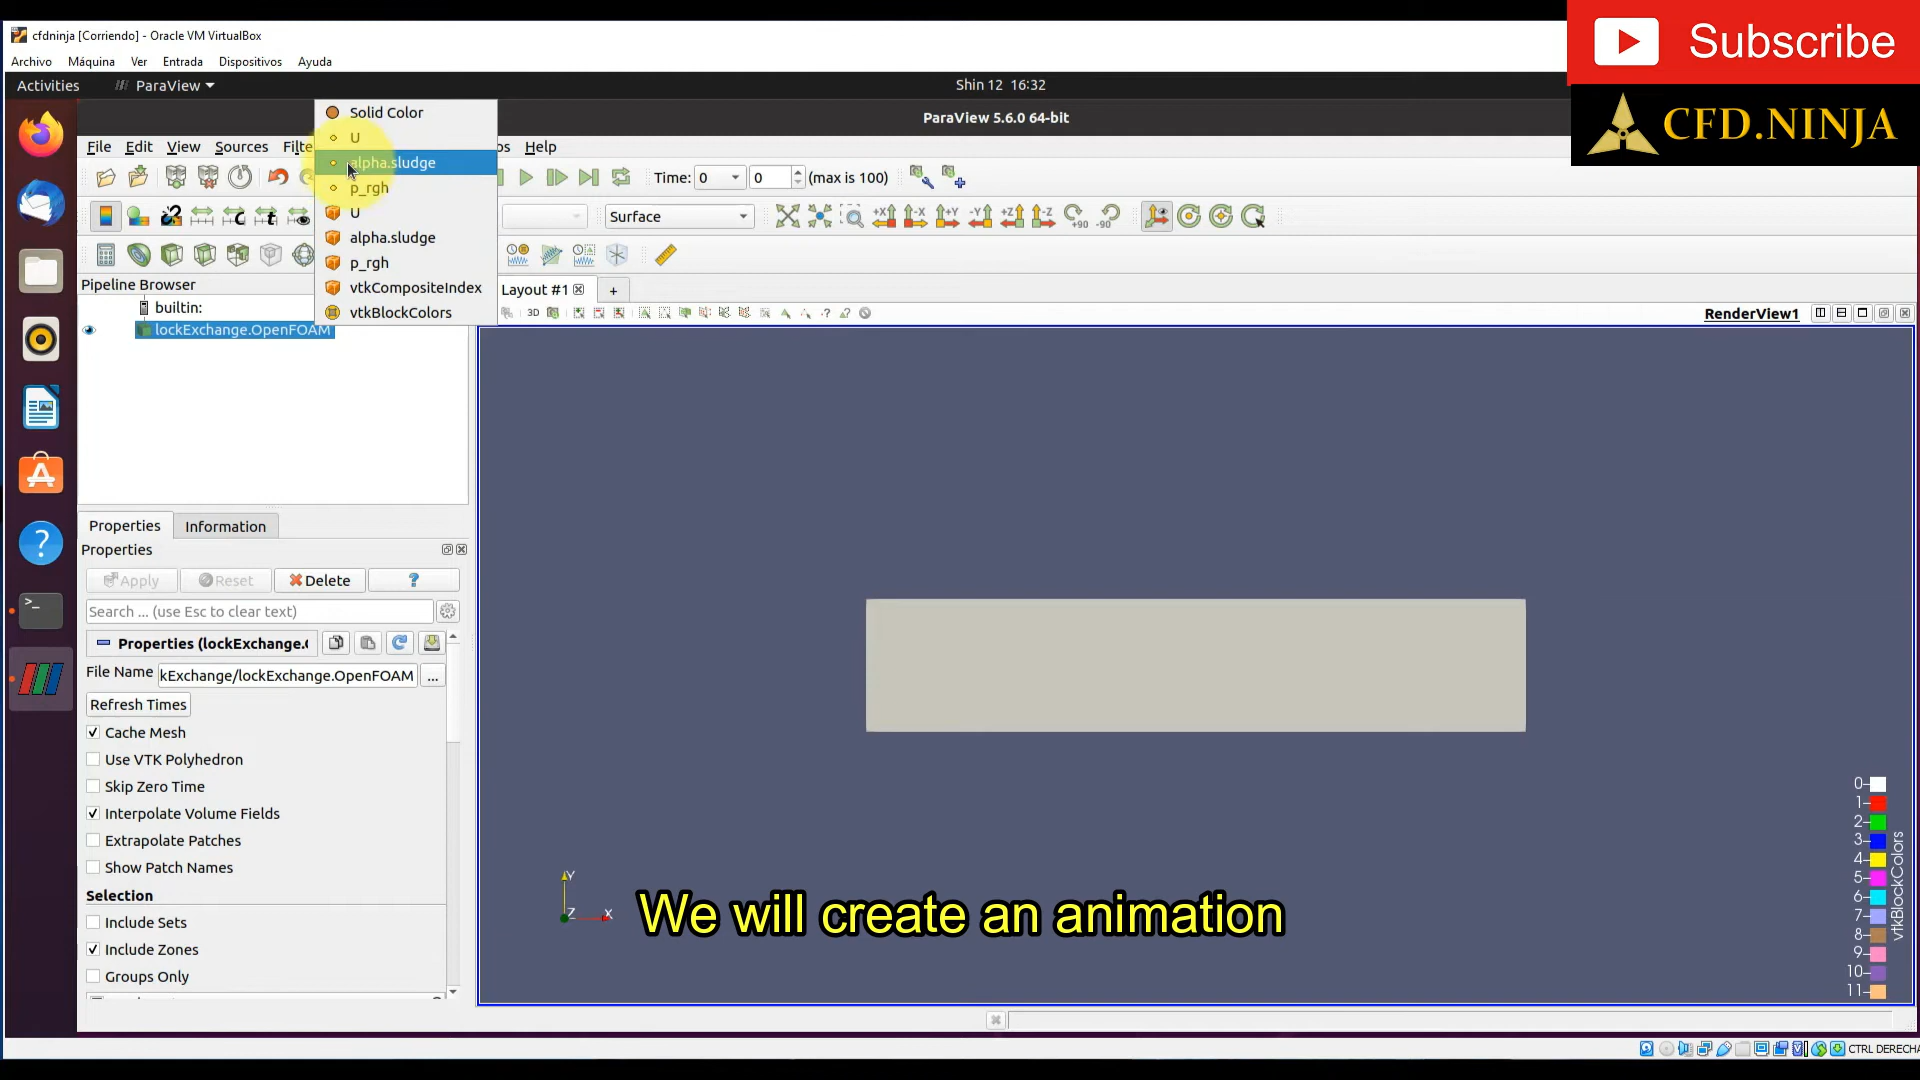 cfdninja [Corriendo] - Oracle VM VirtualBox
Subscribe
Archivo Máquina Ver Entrada Dispositivos Ayuda
Activities ParaView Shin 12 16:32
CFD.NINJA
ParaView 5.6.0 64-bit
File Edit View Sources Filte os Help
Solid Color
U
alpha.sludge
p_rgh
U
alpha.sludge
p_rgh
vtkCompositeIndex
vtkBlockColors
Time: 0 0 (max is 100)
Surface
+X -X +Y -Y +Z -Z +90 -90
Pipeline Browser
Layout #1 +
builtin:
lockExchange.OpenFOAM
3D
RenderView1
Properties Information
Properties
Apply Reset Delete ?
Search ... (use Esc to clear text)
Properties (lockExchange.(
File Name kExchange/lockExchange.OpenFOAM ...
Refresh Times
Cache Mesh
Use VTK Polyhedron
Skip Zero Time
Interpolate Volume Fields
Extrapolate Patches
Show Patch Names
Selection
Include Sets
Include Zones
Groups Only
Y
Z X
We will create an animation
0
1
2
3
4
5
6
7
8
9
10
11
vtkBlockColors
CTRL DERECHA